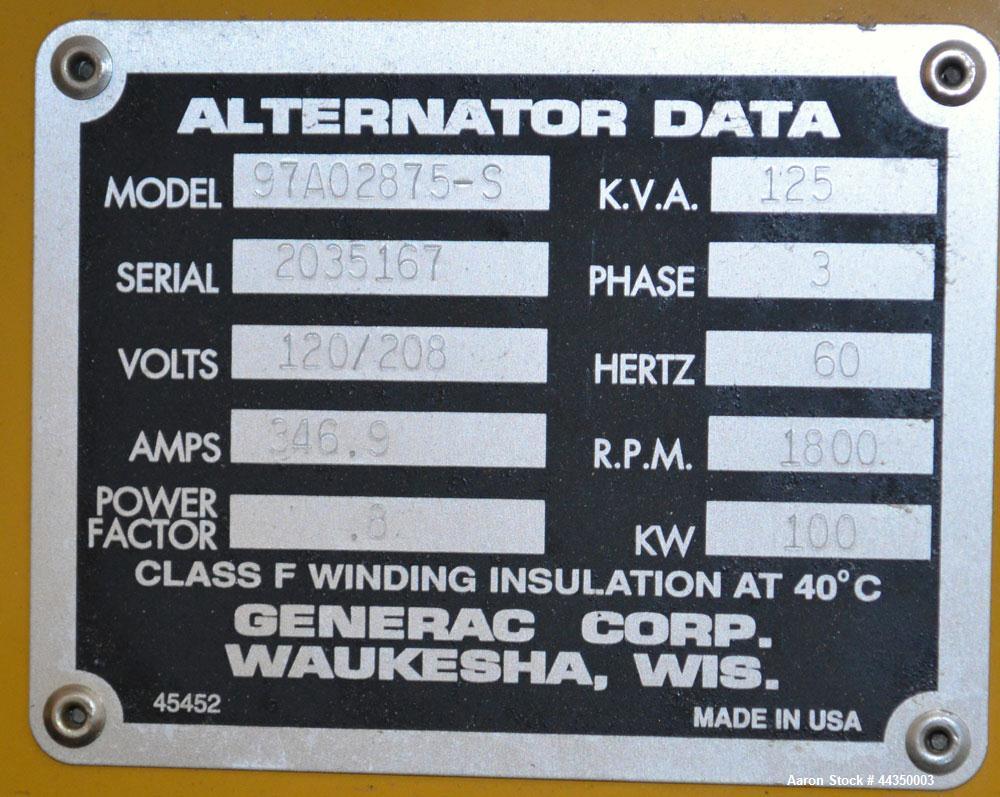 ALTERNATOR DATA
MODEL 97A02875-S K.V.A. 125
SERIAL 2035167 PHASE 3
VOLTS 120/208 HERTZ 60
AMPS 346.9 R.P.M. 1800
POWER FACTOR .8 KW 100
CLASS F WINDING INSULATION AT 40°C
GENERAC CORP.
WAUKESHA, WIS.
45452 MADE IN USA
Aaron Stock # 44350003